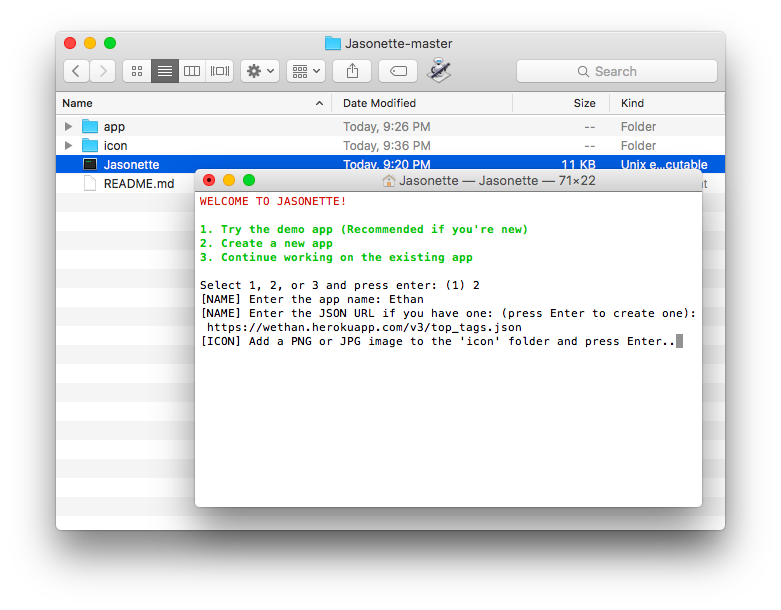 Jasonette-master
Search
Name Date Modified Size Kind
app Today, 9:26 PM -- Folder
icon Today, 9:36 PM -- Folder
Jasonette Today, 9:20 PM 11 KB Unix e...cutable
README.md
Jasonette — Jasonette — 71×22
WELCOME TO JASONETTE!
1. Try the demo app (Recommended if you're new)
2. Create a new app
3. Continue working on the existing app
Select 1, 2, or 3 and press enter: (1) 2
[NAME] Enter the app name: Ethan
[NAME] Enter the JSON URL if you have one: (press Enter to create one):
https://wethan.herokuapp.com/v3/top_tags.json
[ICON] Add a PNG or JPG image to the 'icon' folder and press Enter..